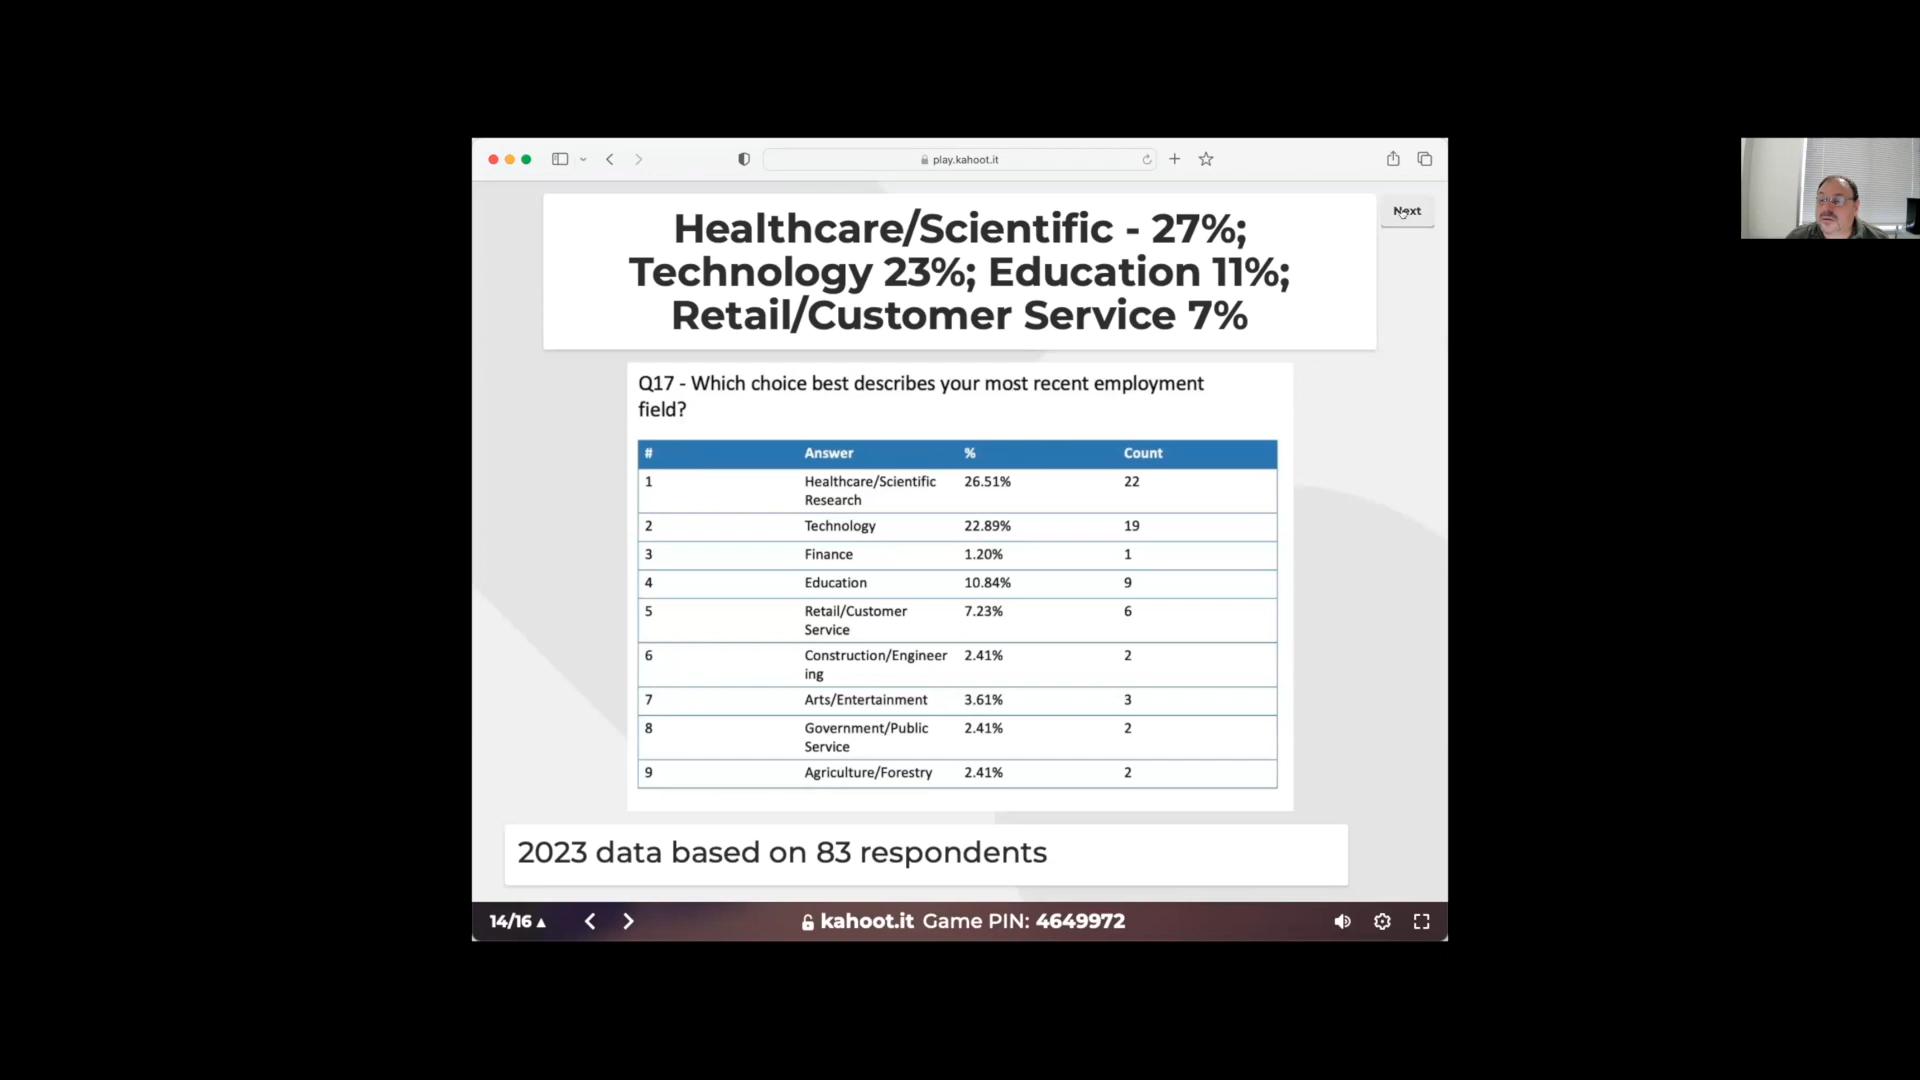 play.kahoot.it
Healthcare/Scientific - 27%;
Technology 23%; Education 11%;
Retail/Customer Service 7%
Next
Q17 - Which choice best describes your most recent employment
field?
# Answer % Count
1 Healthcare/Scientific 26.51% 22
Research
2 Technology 22.89% 19
3 Finance 1.20% 1
4 Education 10.84% 9
5 Retail/Customer 7.23% 6
Service
6 Construction/Engineer 2.41% 2
ing
7 Arts/Entertainment 3.61% 3
8 Government/Public 2.41% 2
Service
9 Agriculture/Forestry 2.41% 2
2023 data based on 83 respondents
14/16 kahoot.it Game PIN: 4649972